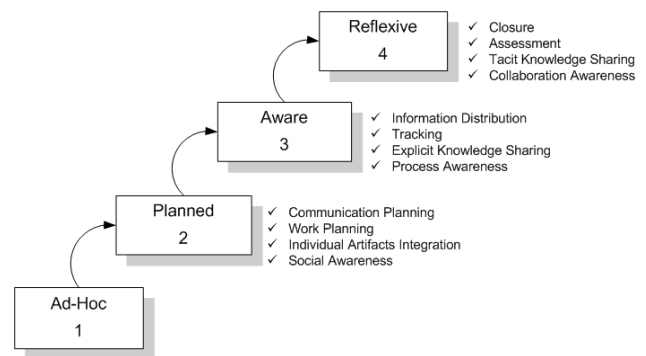 Reflexive
4
✓ Closure
✓ Assessment
✓ Tacit Knowledge Sharing
✓ Collaboration Awareness
Aware
3
✓ Information Distribution
✓ Tracking
✓ Explicit Knowledge Sharing
✓ Process Awareness
Planned
2
✓ Communication Planning
✓ Work Planning
✓ Individual Artifacts Integration
✓ Social Awareness
Ad-Hoc
1